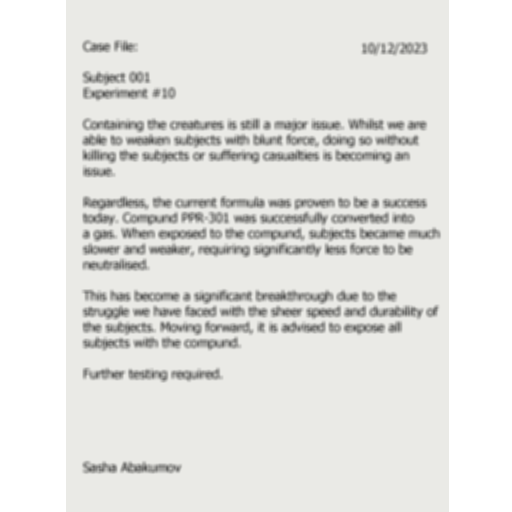 Case File: 10/12/2023
Subject 001
Experiment #10
Containing the creatures is still a major issue. Whilst we are
able to weaken subjects with blunt force, doing so without
killing the subjects or suffering casualties is becoming an
issue.
Regardless, the current formula was proven to be a success
today. Compund PPR-301 was successfully converted into
a gas. When exposed to the compund, subjects became much
slower and weaker, requiring significantly less force to be
neutralised.
This has become a significant breakthrough due to the
struggle we have faced with the sheer speed and durability of
the subjects. Moving forward, it is advised to expose all
subjects with the compund.
Further testing required.
Sasha Abakumov